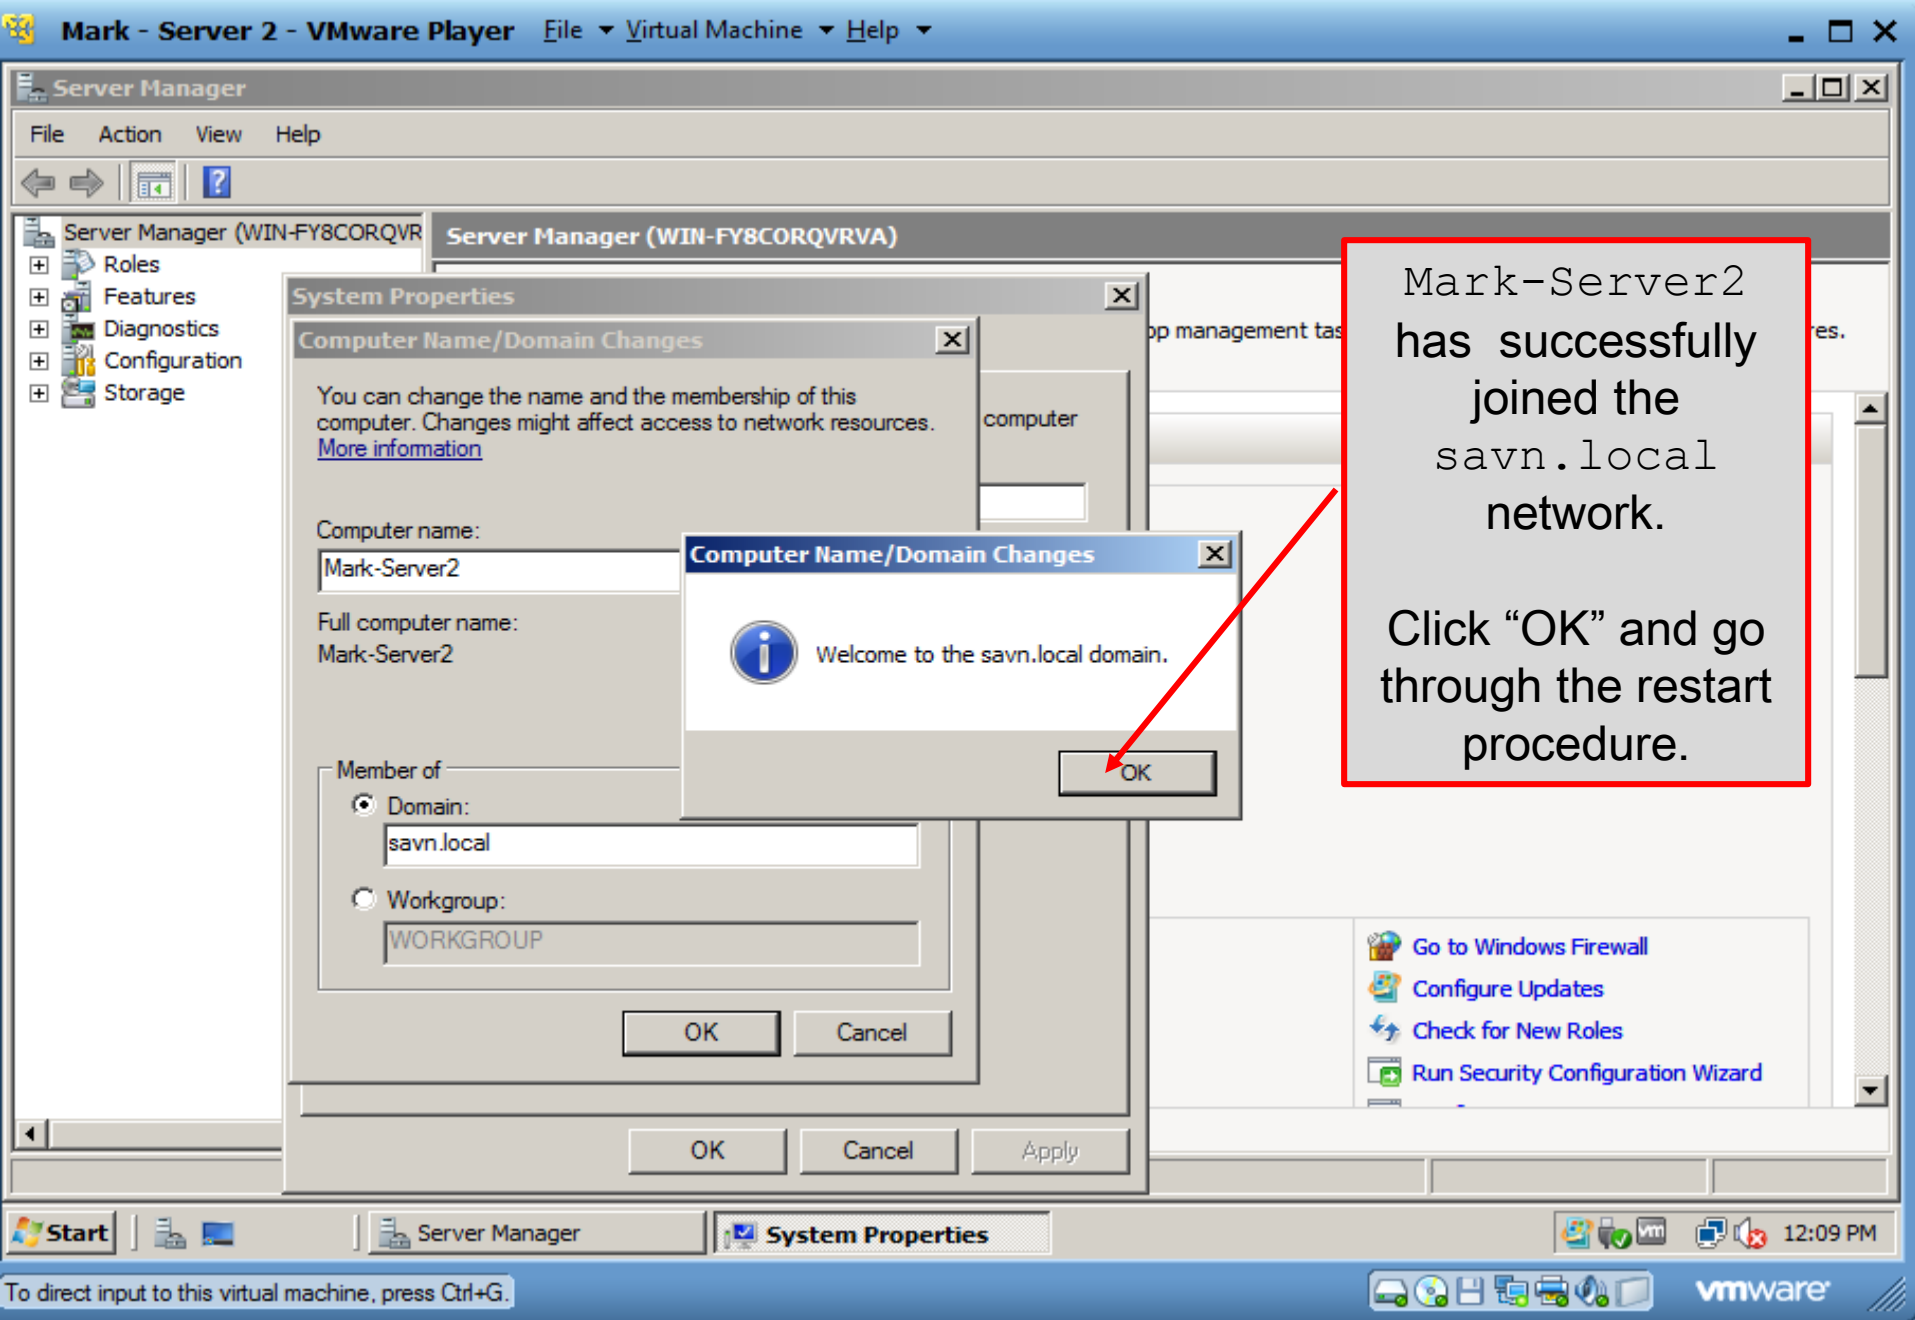 Mark - Server 2 - VMware Player File Virtual Machine Help
Server Manager
File Action View Help
Server Manager (WIN-FY8CORQVR
Roles
Features
Diagnostics
Configuration
Storage
Server Manager (WIN-FY8CORQVRVA)
op management tas
res.
System Properties
computer
Computer Name/Domain Changes
You can change the name and the membership of this
computer. Changes might affect access to network resources.
More information
Computer name:
Mark-Server2
Full computer name:
Mark-Server2
Member of
Domain:
savn.local
Workgroup:
WORKGROUP
OK Cancel
OK Cancel Apply
Computer Name/Domain Changes
Welcome to the savn.local domain.
OK
Mark-Server2
has successfully
joined the
savn.local
network.
Click “OK” and go
through the restart
procedure.
Go to Windows Firewall
Configure Updates
Check for New Roles
Run Security Configuration Wizard
Start Server Manager System Properties vm 12:09 PM
To direct input to this virtual machine, press Ctrl+G.
vmware